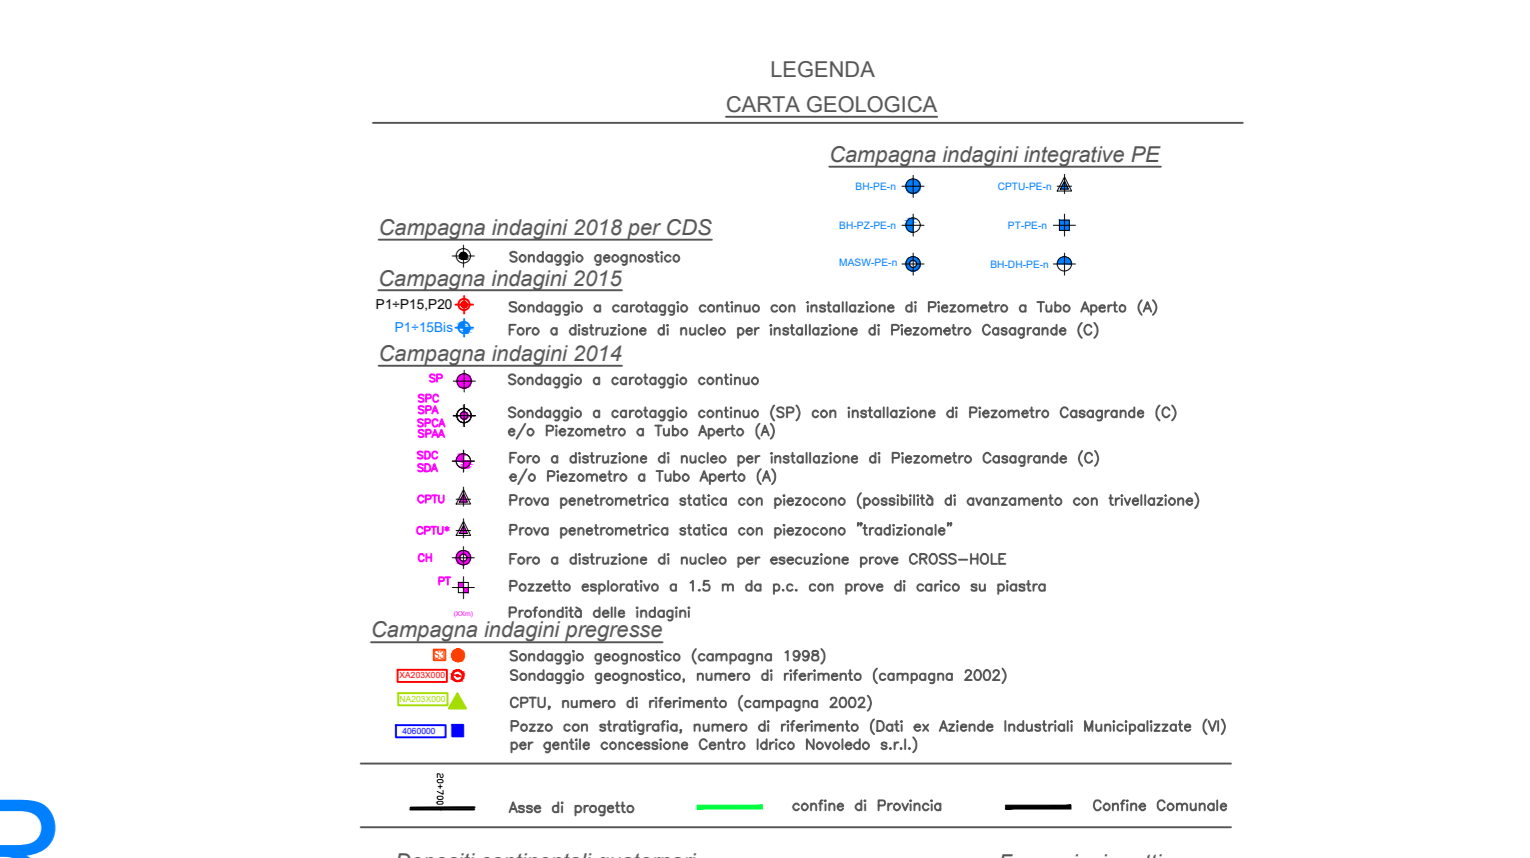 LEGENDA
CARTA GEOLOGICA
Campagna indagini integrative PE
BH-PE-n CPTU-PE-n
BH-PZ-PE-n PT-PE-n
MASW-PE-n BH-DH-PE-n
Campagna indagini 2018 per CDS
Sondaggio geognostico
Campagna indagini 2015
P1÷P15,P20 Sondaggio a carotaggio continuo con installazione di Piezometro a Tubo Aperto (A)
P1÷15Bis Foro a distruzione di nucleo per installazione di Piezometro Casagrande (C)
Campagna indagini 2014
SP Sondaggio a carotaggio continuo
SPC
SPA
SPCA
SPAA
Sondaggio a carotaggio continuo (SP) con installazione di Piezometro Casagrande (C)
e/o Piezometro a Tubo Aperto (A)
SDC
SDA
Foro a distruzione di nucleo per installazione di Piezometro Casagrande (C)
e/o Piezometro a Tubo Aperto (A)
CPTU Prova penetrometrica statica con piezocono (possibilità di avanzamento con trivellazione)
CPTU* Prova penetrometrica statica con piezocono "tradizionale"
CH Foro a distruzione di nucleo per esecuzione prove CROSS-HOLE
PT Pozzetto esplorativo a 1.5 m da p.c. con prove di carico su piastra
(XXm) Profondità delle indagini
Campagna indagini pregresse
Sondaggio geognostico (campagna 1998)
XA203X000 Sondaggio geognostico, numero di riferimento (campagna 2002)
NA203X000 CPTU, numero di riferimento (campagna 2002)
4060000 Pozzo con stratigrafia, numero di riferimento (Dati ex Aziende Industriali Municipalizzate (VI)
per gentile concessione Centro Idrico Novoledo s.r.l.)
20+700 Asse di progetto confine di Provincia Confine Comunale